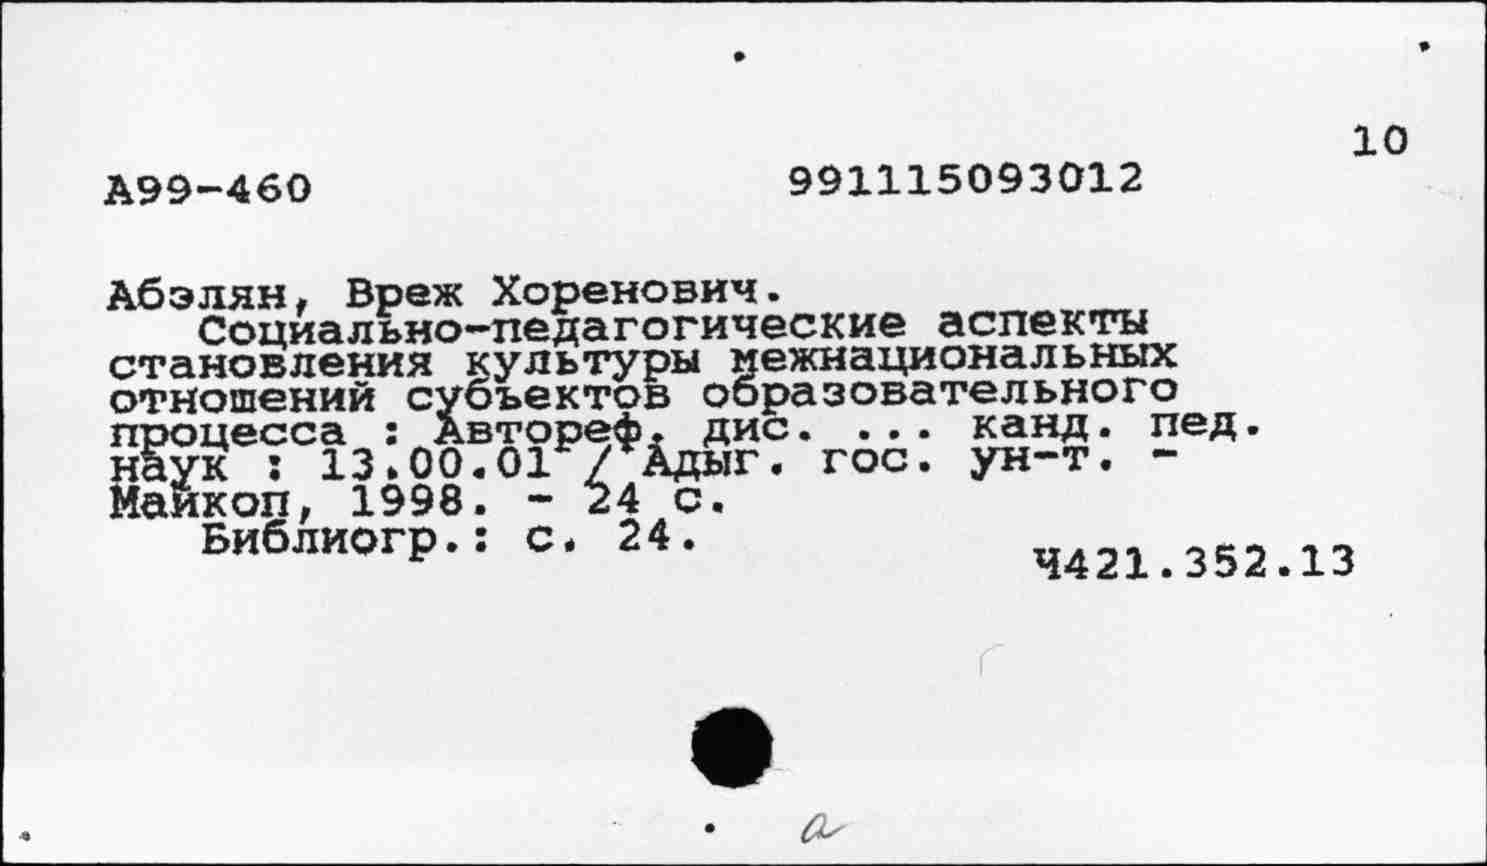 10
А99-460 991115093012
Абэлян, Вреж Хоренович.
Социально-педагогические аспекты
становления культуры межнациональных
отношений субъектов образовательного
процесса : Автореф. дис. ... канд. пед.
наук : 13.00.01 / Адыг. гос. ун-т. -
Майкоп, 1998. - 24 с.
Библиогр.: с. 24.
Ч421.352.13
а